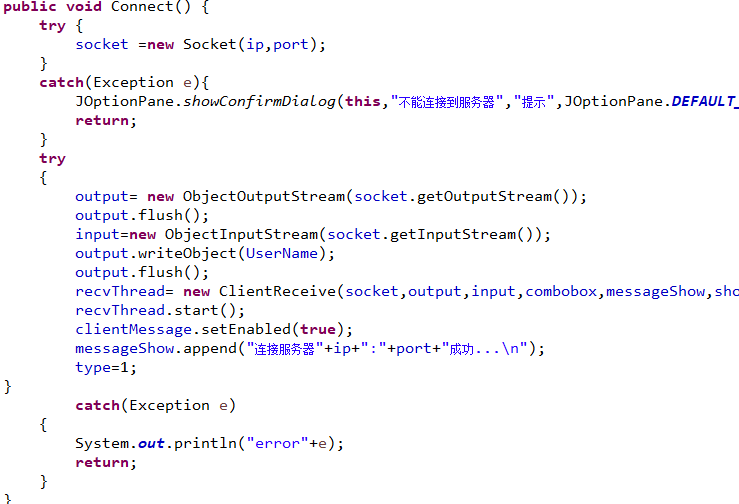 public void Connect() {
    try {
        socket =new Socket(ip,port);
    }
    catch(Exception e){
        JOptionPane.showConfirmDialog(this,"不能连接到服务器","提示",JOptionPane.DEFAULT_
        return;
    }
    try
    {
        output= new ObjectOutputStream(socket.getOutputStream());
        output.flush();
        input=new ObjectInputStream(socket.getInputStream());
        output.writeObject(UserName);
        output.flush();
        recvThread= new ClientReceive(socket,output,input,combobox,messageShow,sho
        recvThread.start();
        clientMessage.setEnabled(true);
        messageShow.append("连接服务器"+ip+":"+port+"成功...\n");
        type=1;
}
        catch(Exception e)
    {
        System.out.println("error"+e);
        return;
    }
}